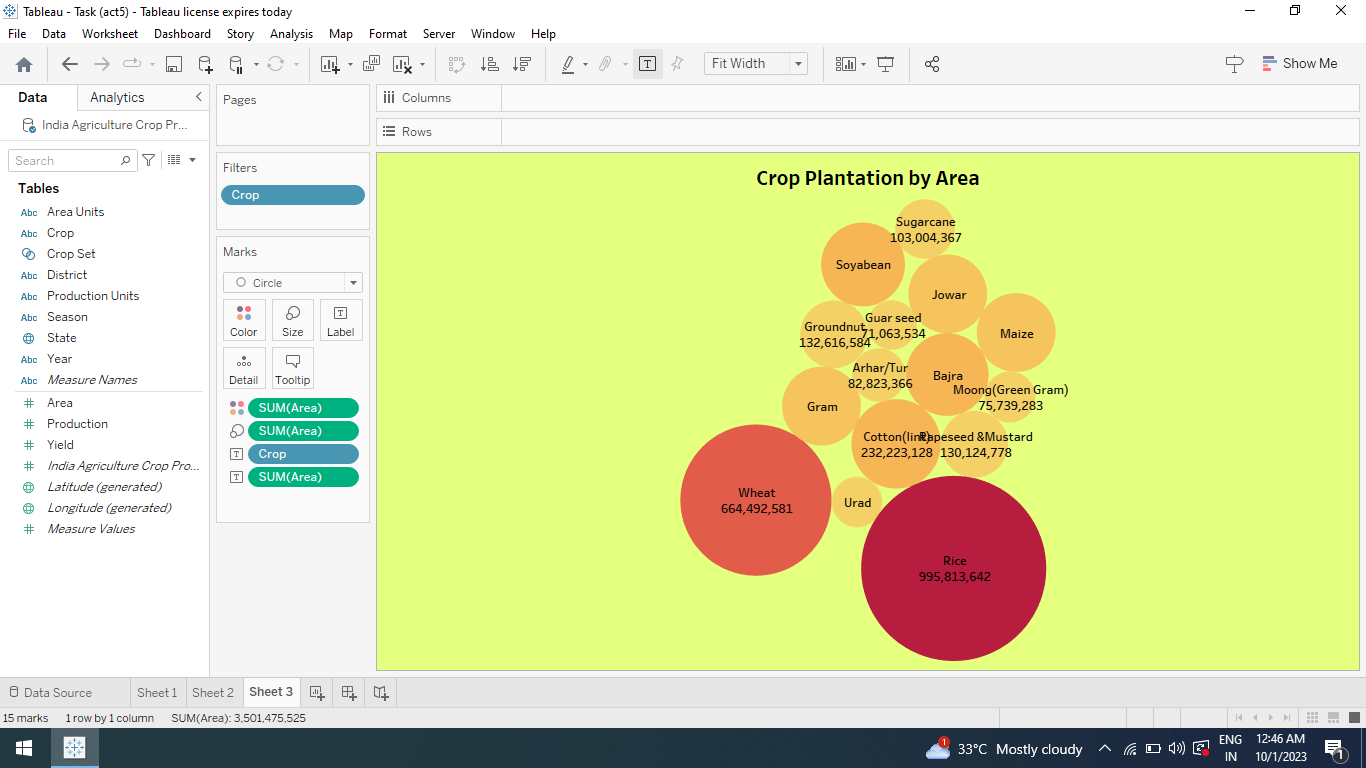 Tableau - Task (act5) - Tableau license expires today
File Data Worksheet Dashboard Story Analysis Map Format Server Window Help
Fit Width
Show Me
Data Analytics
India Agriculture Crop Pr...
Search
Tables
Abc Area Units
Abc Crop
Crop Set
Abc District
Abc Production Units
Abc Season
State
Abc Year
Abc Measure Names
Area
Production
Yield
India Agriculture Crop Pro...
Latitude (generated)
Longitude (generated)
Measure Values
Pages
Filters
Crop
Marks
Circle
Color Size Label
Detail Tooltip
SUM(Area)
SUM(Area)
Crop
SUM(Area)
Columns
Rows
Crop Plantation by Area
Sugarcane
103,004,367
Soyabean
Jowar
Groundnut
132,616,584
Guar seed
71,063,534
Maize
Arhar/Tur
82,823,366
Bajra
Moong(Green Gram)
75,739,283
Gram
Cotton(lint)
232,223,128
Rapeseed &Mustard
130,124,778
Wheat
664,492,581
Urad
Rice
995,813,642
Data Source Sheet 1 Sheet 2 Sheet 3
15 marks 1 row by 1 column SUM(Area): 3,501,475,525
1
33°C Mostly cloudy
ENG
IN
12:46 AM
10/1/2023
1